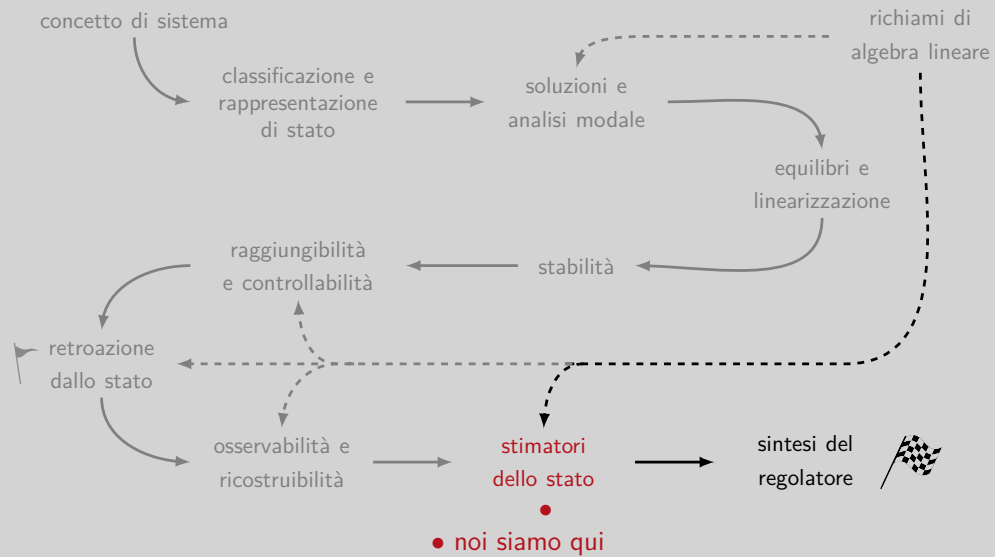 concetto di sistema
richiami di
algebra lineare
classificazione e
rappresentazione
di stato
soluzioni e
analisi modale
equilibri e
linearizzazione
raggiungibilità
e controllabilità
stabilità
retroazione
dallo stato
osservabilità e
ricostruibilità
stimatori
dello stato
sintesi del
regolatore
noi siamo qui